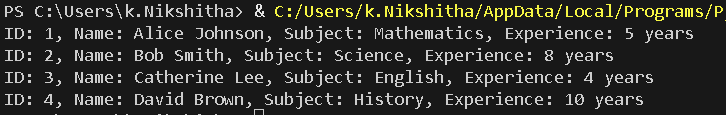 PS C:\Users\k.Nikshitha> & C:/Users/k.Nikshitha/AppData/Local/Programs/P
ID: 1, Name: Alice Johnson, Subject: Mathematics, Experience: 5 years
ID: 2, Name: Bob Smith, Subject: Science, Experience: 8 years
ID: 3, Name: Catherine Lee, Subject: English, Experience: 4 years
ID: 4, Name: David Brown, Subject: History, Experience: 10 years